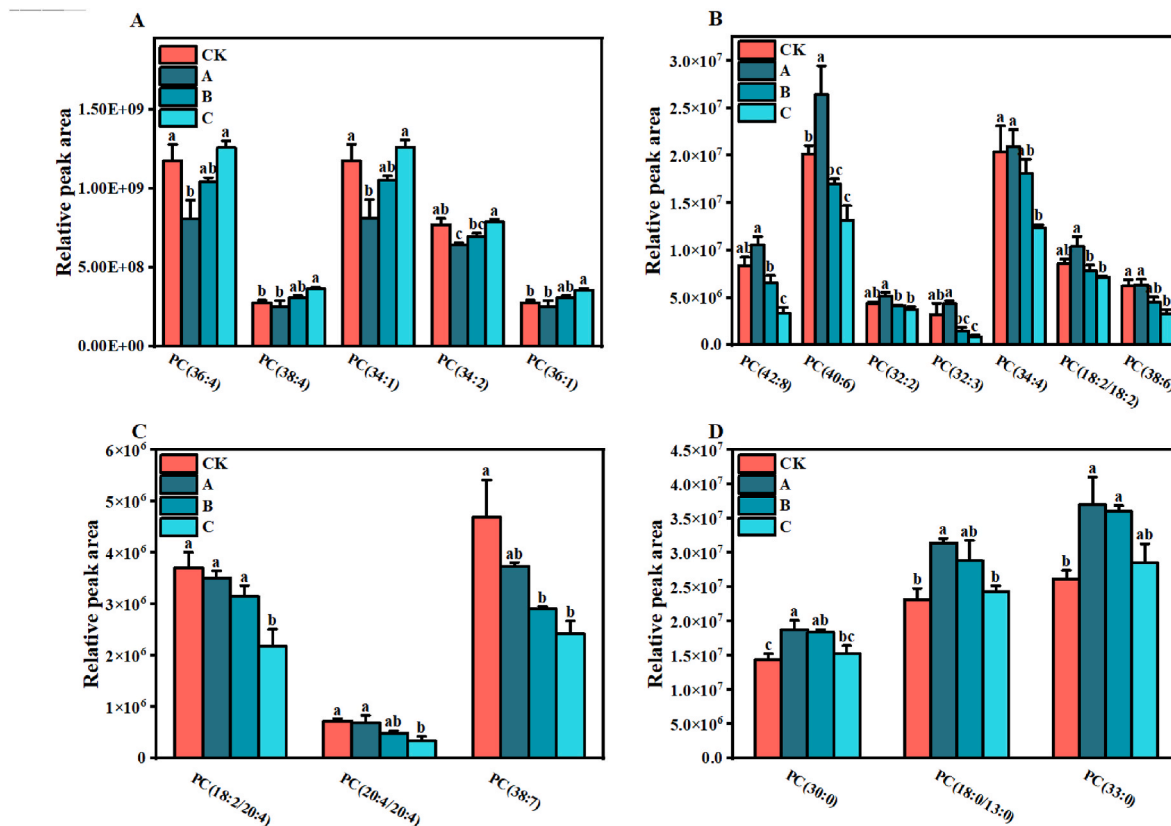 A
Relative peak area
1.50E+09
1.00E+09
5.00E+08
0.00E+00
CK
A
B
C
a b ab a
b b ab a
a b ab a
ab c bc a
b b ab a
PC(36:4) PC(38:4) PC(34:1) PC(34:2) PC(36:1)
B
Relative peak area
3.0×10⁷
2.5×10⁷
2.0×10⁷
1.5×10⁷
1.0×10⁷
5.0×10⁶
0.0
CK
A
B
C
ab a b c
b a bc c
ab a b b
ab a bc c
a a ab b
ab a b b
a a ab b
PC(42:8) PC(40:6) PC(32:2) PC(32:3) PC(34:4) PC(18:2/18:2) PC(38:6)
C
Relative peak area
6×10⁶
5×10⁶
4×10⁶
3×10⁶
2×10⁶
1×10⁶
0
CK
A
B
C
a a a b
a a ab b
a ab b b
PC(18:2/20:4) PC(20:4/20:4) PC(38:7)
D
Relative peak area
4.5×10⁷
4.0×10⁷
3.5×10⁷
3.0×10⁷
2.5×10⁷
2.0×10⁷
1.5×10⁷
1.0×10⁷
5.0×10⁶
0.0
CK
A
B
C
c a ab bc
b a ab b
b a a ab
PC(30:0) PC(18:0/13:0) PC(33:0)